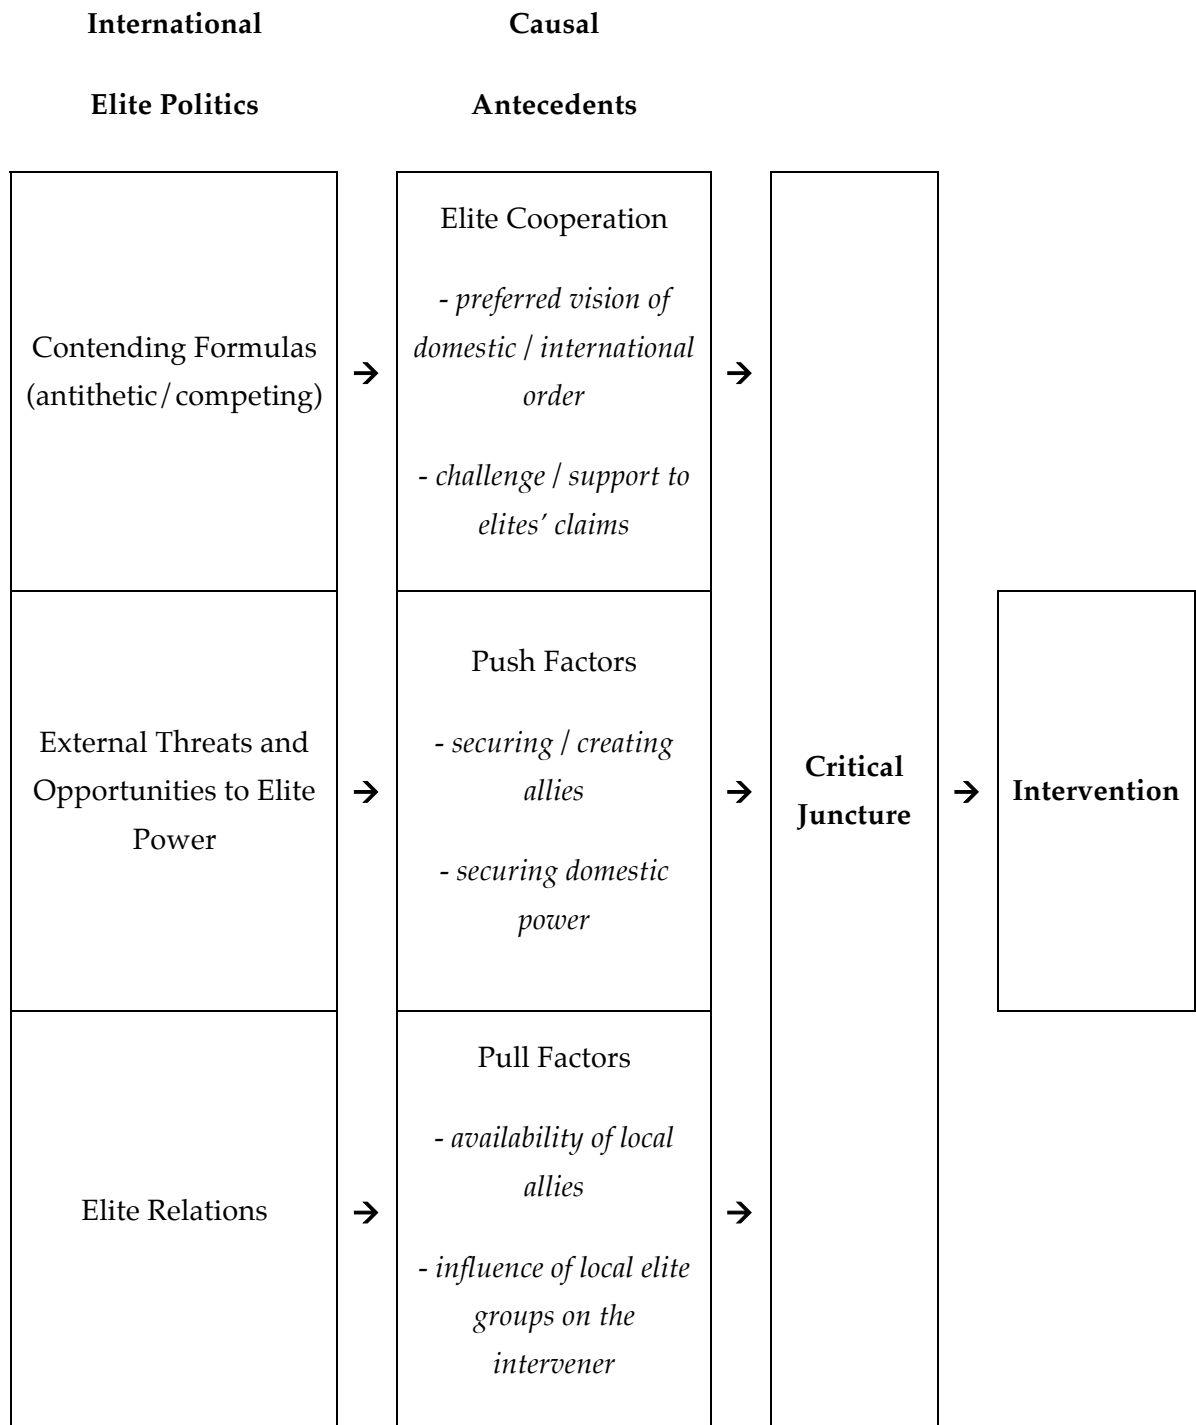 International
Elite Politics
Causal
Antecedents
Contending Formulas
(antithetic/competing)
→
Elite Cooperation
- preferred vision of
domestic / international
order
- challenge / support to
elites’ claims
→
External Threats and
Opportunities to Elite
Power
→
Push Factors
- securing / creating
allies
- securing domestic
power
→
Critical
Juncture
→
Intervention
Elite Relations
→
Pull Factors
- availability of local
allies
- influence of local elite
groups on the
intervener
→